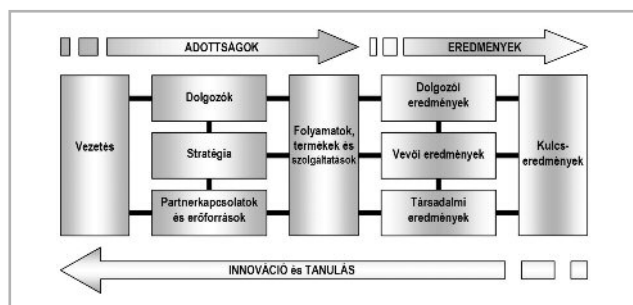 ADOTTSÁGOK
EREDMÉNYEK
Vezetés
Dolgozók
Stratégia
Partnerkapcsolatok
és erőforrások
Folyamatok,
termékek és
szolgáltatások
Dolgozói
eredmények
Vevői eredmények
Társadalmi
eredmények
Kulcs-
eredmények
INNOVÁCIÓ és TANULÁS